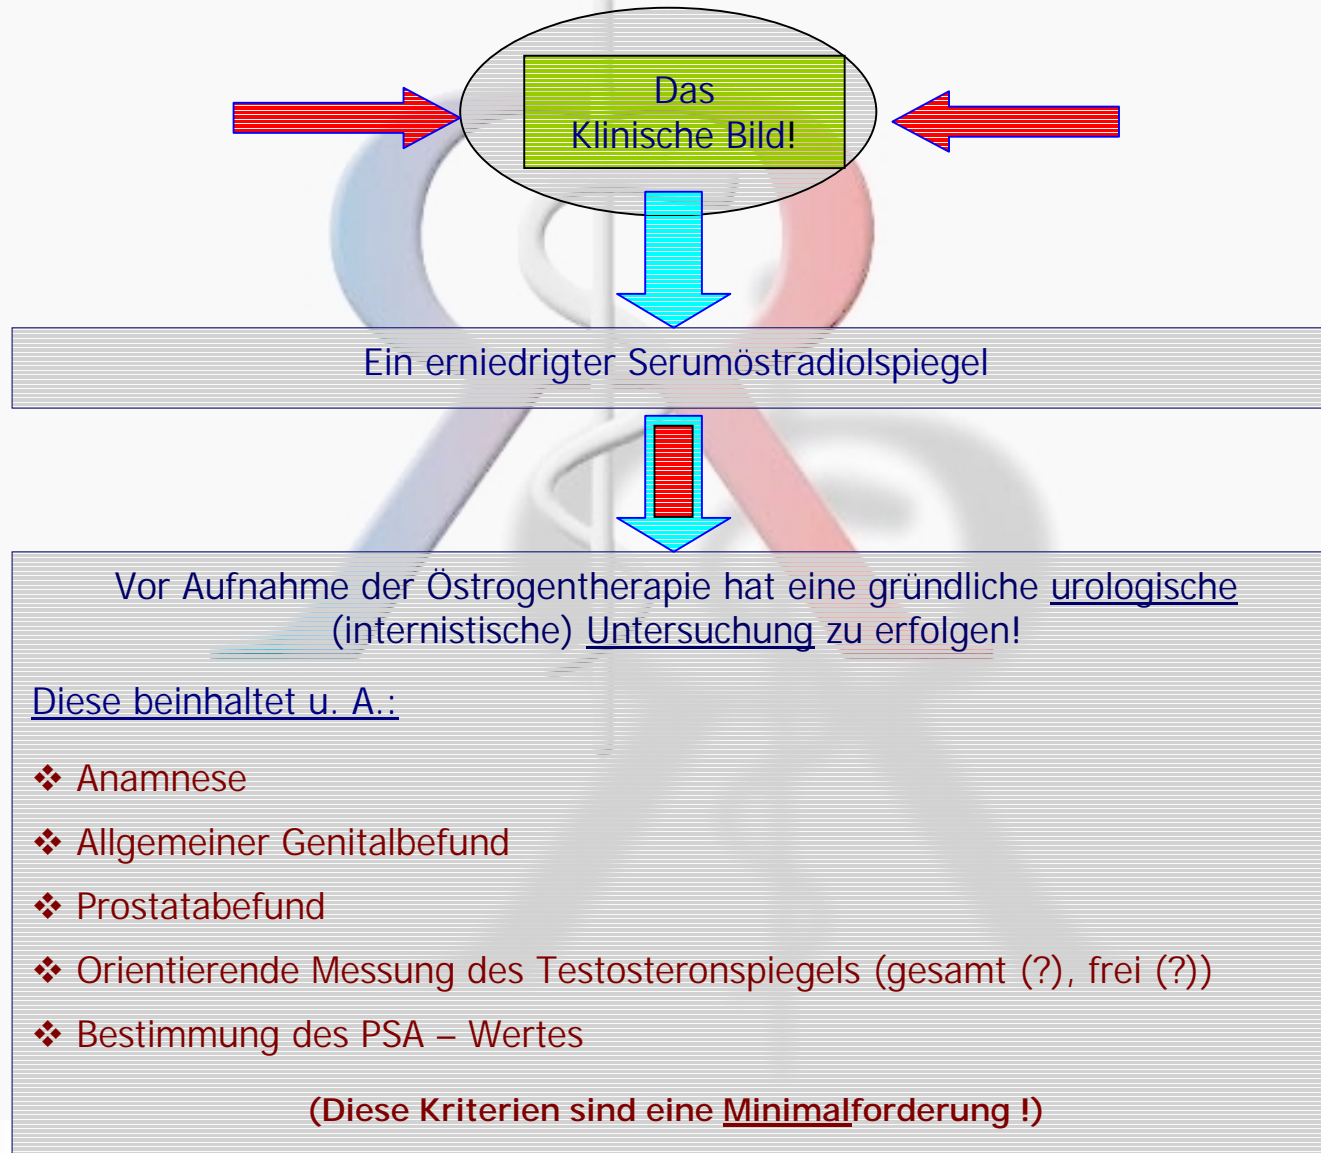 Das
Klinische Bild!
Ein erniedrigter Serumöstradiolspiegel
Vor Aufnahme der Östrogentherapie hat eine gründliche urologische
(internistische) Untersuchung zu erfolgen!
Diese beinhaltet u. A.:
❖ Anamnese
❖ Allgemeiner Genitalbefund
❖ Prostatabefund
❖ Orientierende Messung des Testosteronspiegels (gesamt (?), frei (?))
❖ Bestimmung des PSA – Wertes
(Diese Kriterien sind eine Minimalforderung !)